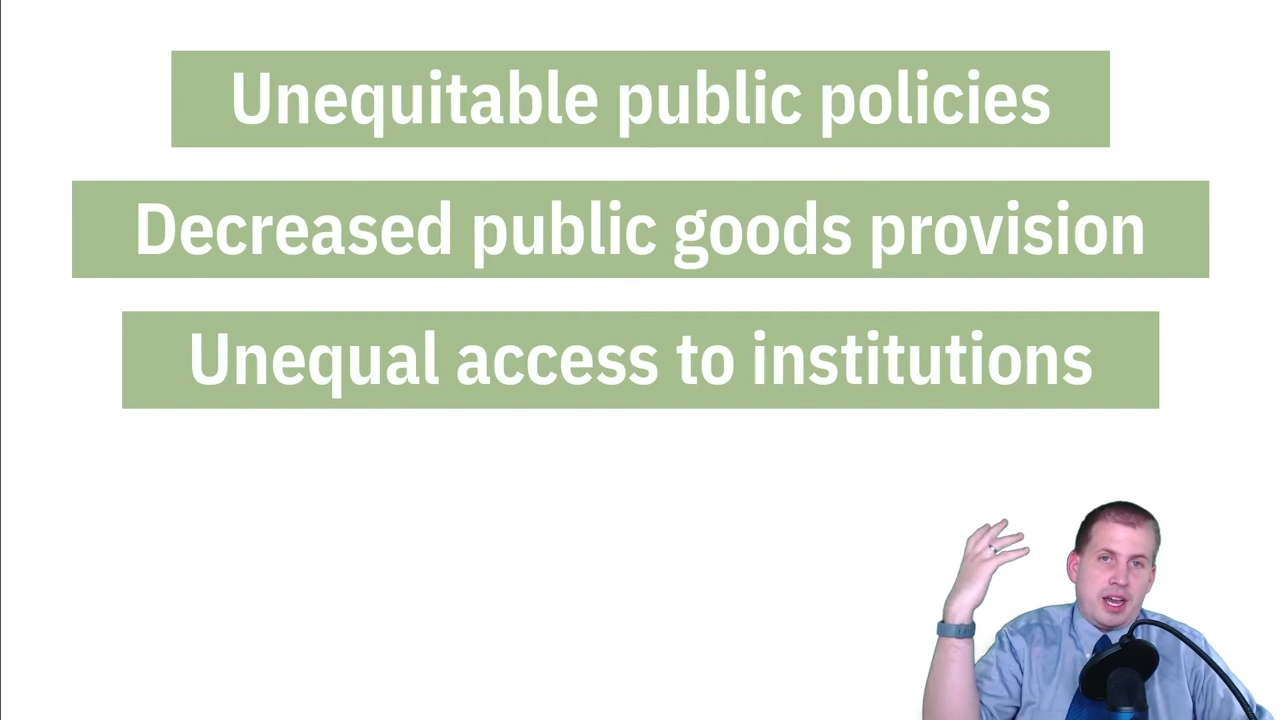 Unequitable public policies
Decreased public goods provision
Unequal access to institutions